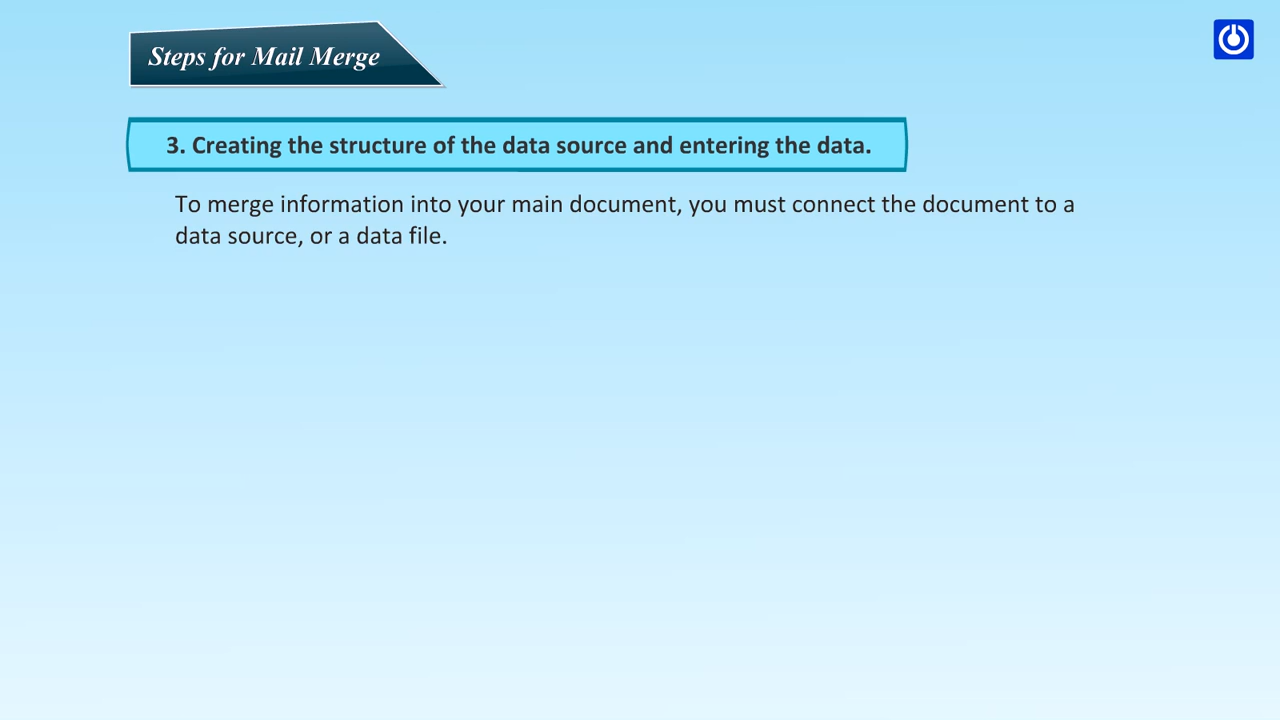 Steps for Mail Merge
3. Creating the structure of the data source and entering the data.
To merge information into your main document, you must connect the document to a
data source, or a data file.